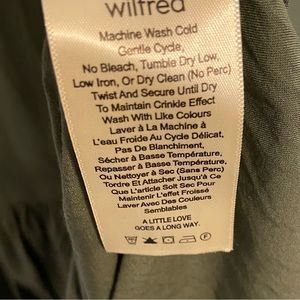 wilfred
Machine Wash Cold
Gentle Cycle,
No Bleach, Tumble Dry Low,
Low Iron, Or Dry Clean (No Perc)
Twist And Secure Until Dry
To Maintain Crinkle Effect
Wash With Like Colours
Laver À La Machine à
L'eau Froide Au Cycle Délicat,
Pas De Blanchiment,
Sécher à Basse Température,
Repasser à Basse Température,
Ou Nettoyer à Sec (Sans Perc)
Tordre Et Attacher Jusqu'à Ce
Que L'article Soit Sec Pour
Maintenir L'effet Froissé
Laver Avec Des Couleurs
Semblables
A LITTLE LOVE
GOES A LONG WAY.